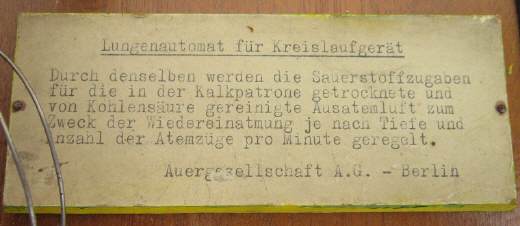 Lungenautomat für Kreislaufgerät
Durch denselben werden die Sauerstoffzugaben
für die in der Kalkpatrone getrocknete und
von Kohlensäure gereinigte Ausatemluft zum
Zweck der Wiedereinatmung je nach Tiefe und
Anzahl der Atemzüge pro Minute geregelt.
Auergesellschaft A.G. - Berlin